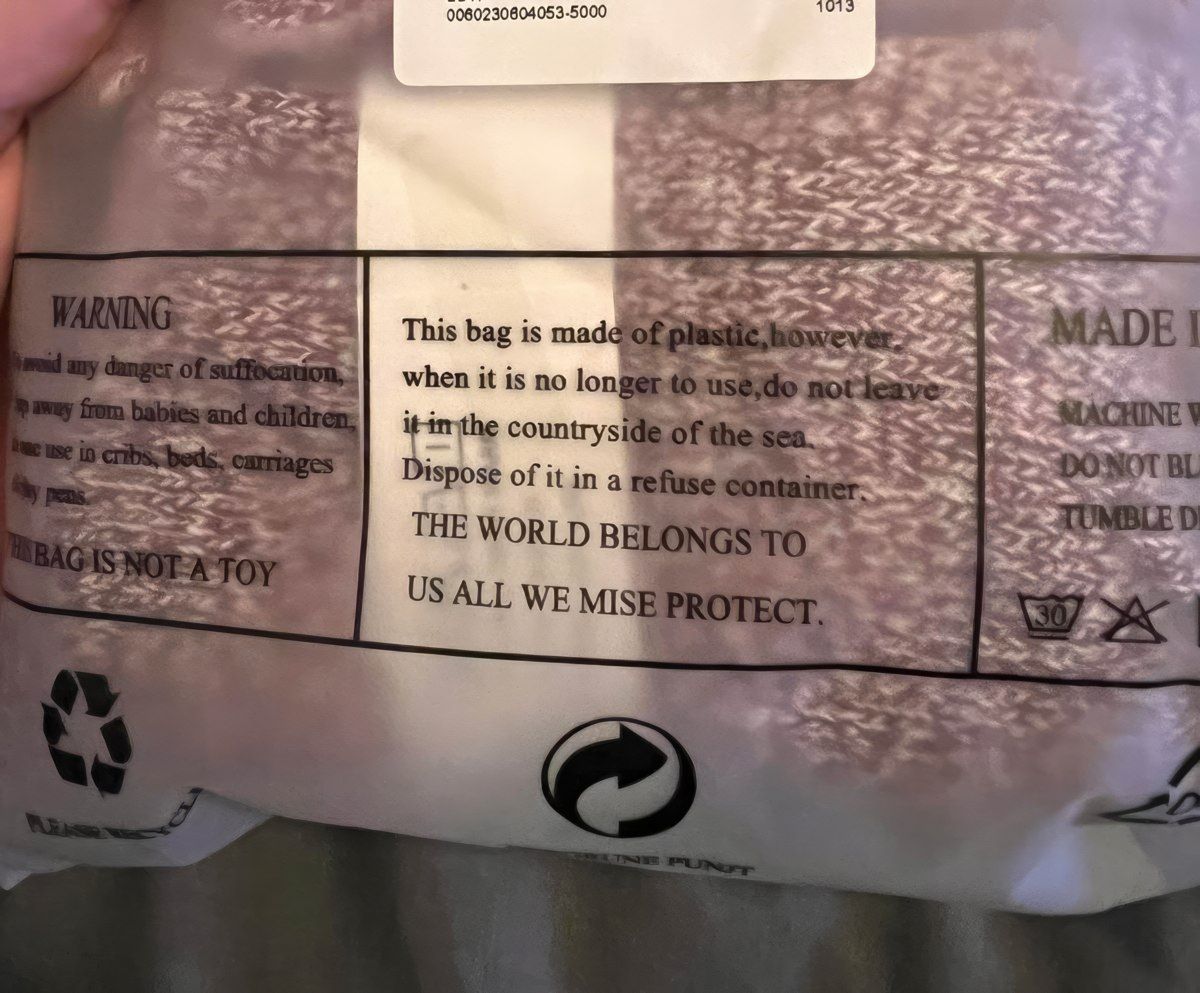 0060230604053-5000
1013
WARNING
any danger of suffocation,
away from babies and children,
use in cribs, beds, carriages
BAG IS NOT A TOY
This bag is made of plastic,however,
when it is no longer to use,do not leave
it in the countryside of the sea.
Dispose of it in a refuse container.
THE WORLD BELONGS TO
US ALL WE MISE PROTECT.
MADE
MACHINE
DO NOT
TUMBLE
30
PLEASE